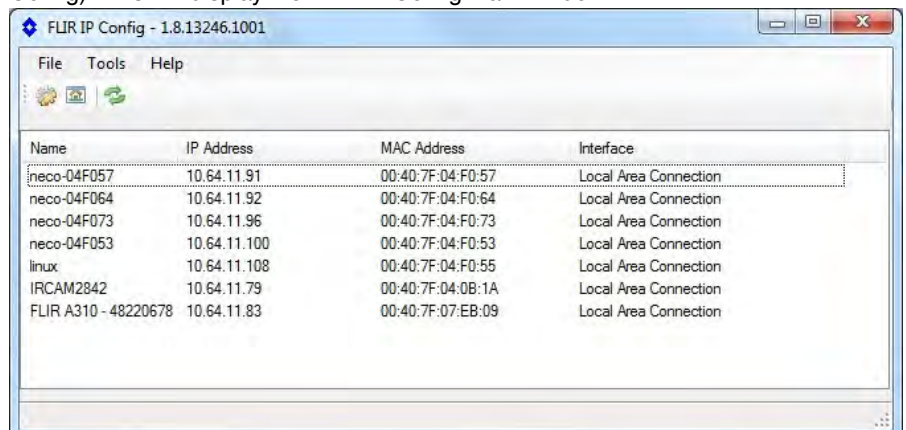 FLIR IP Config - 1.8.13246.1001
File Tools Help
Name IP Address MAC Address Interface
neco-04F057 10.64.11.91 00:40:7F:04:F0:57 Local Area Connection
neco-04F064 10.64.11.92 00:40:7F:04:F0:64 Local Area Connection
neco-04F073 10.64.11.96 00:40:7F:04:F0:73 Local Area Connection
neco-04F053 10.64.11.100 00:40:7F:04:F0:53 Local Area Connection
linux 10.64.11.108 00:40:7F:04:F0:55 Local Area Connection
IRCAM2842 10.64.11.79 00:40:7F:04:0B:1A Local Area Connection
FLIR A310 - 48220678 10.64.11.83 00:40:7F:07:EB:09 Local Area Connection